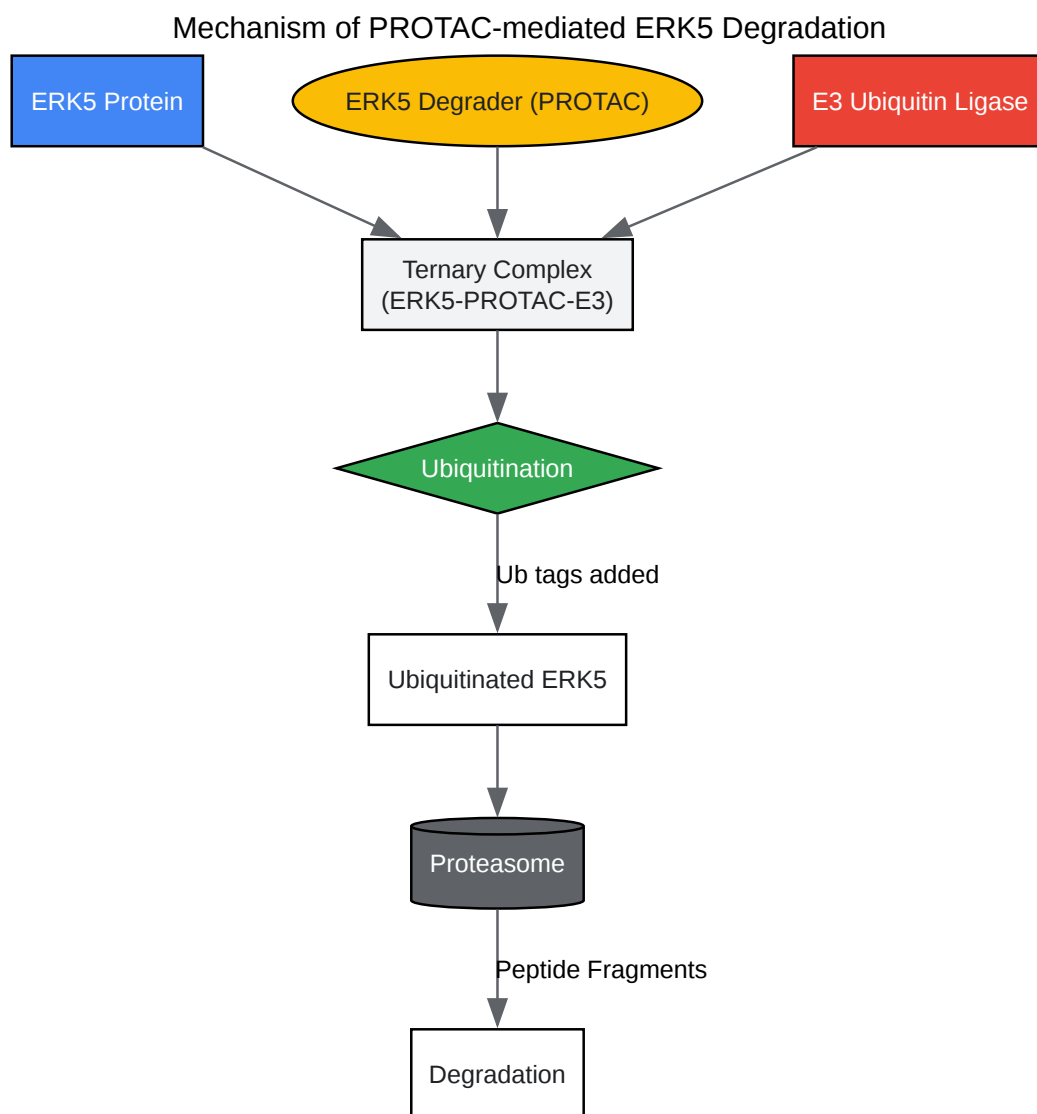 Mechanism of PROTAC-mediated ERK5 Degradation
ERK5 Protein
ERK5 Degrader (PROTAC)
E3 Ubiquitin Ligase
Ternary Complex
(ERK5-PROTAC-E3)
Ubiquitination
Ub tags added
Ubiquitinated ERK5
Proteasome
Peptide Fragments
Degradation